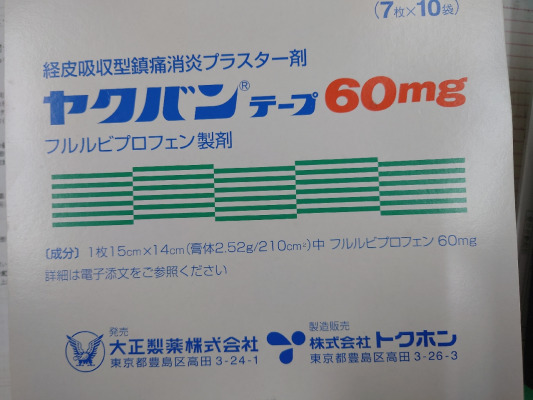 (7枚×10袋)
経皮吸収型鎮痛消炎プラスター剤
ヤクバン®テープ60mg
フルルビプロフェン製剤
〔成分〕1枚15cm×14cm(膏体2.52g/210cm²)中 フルルビプロフェン 60mg
詳細は電子添文をご参照ください
発売
大正製薬株式会社
東京都豊島区高田3-24-1
製造販売
株式会社トクホン
東京都豊島区高田3-26-3